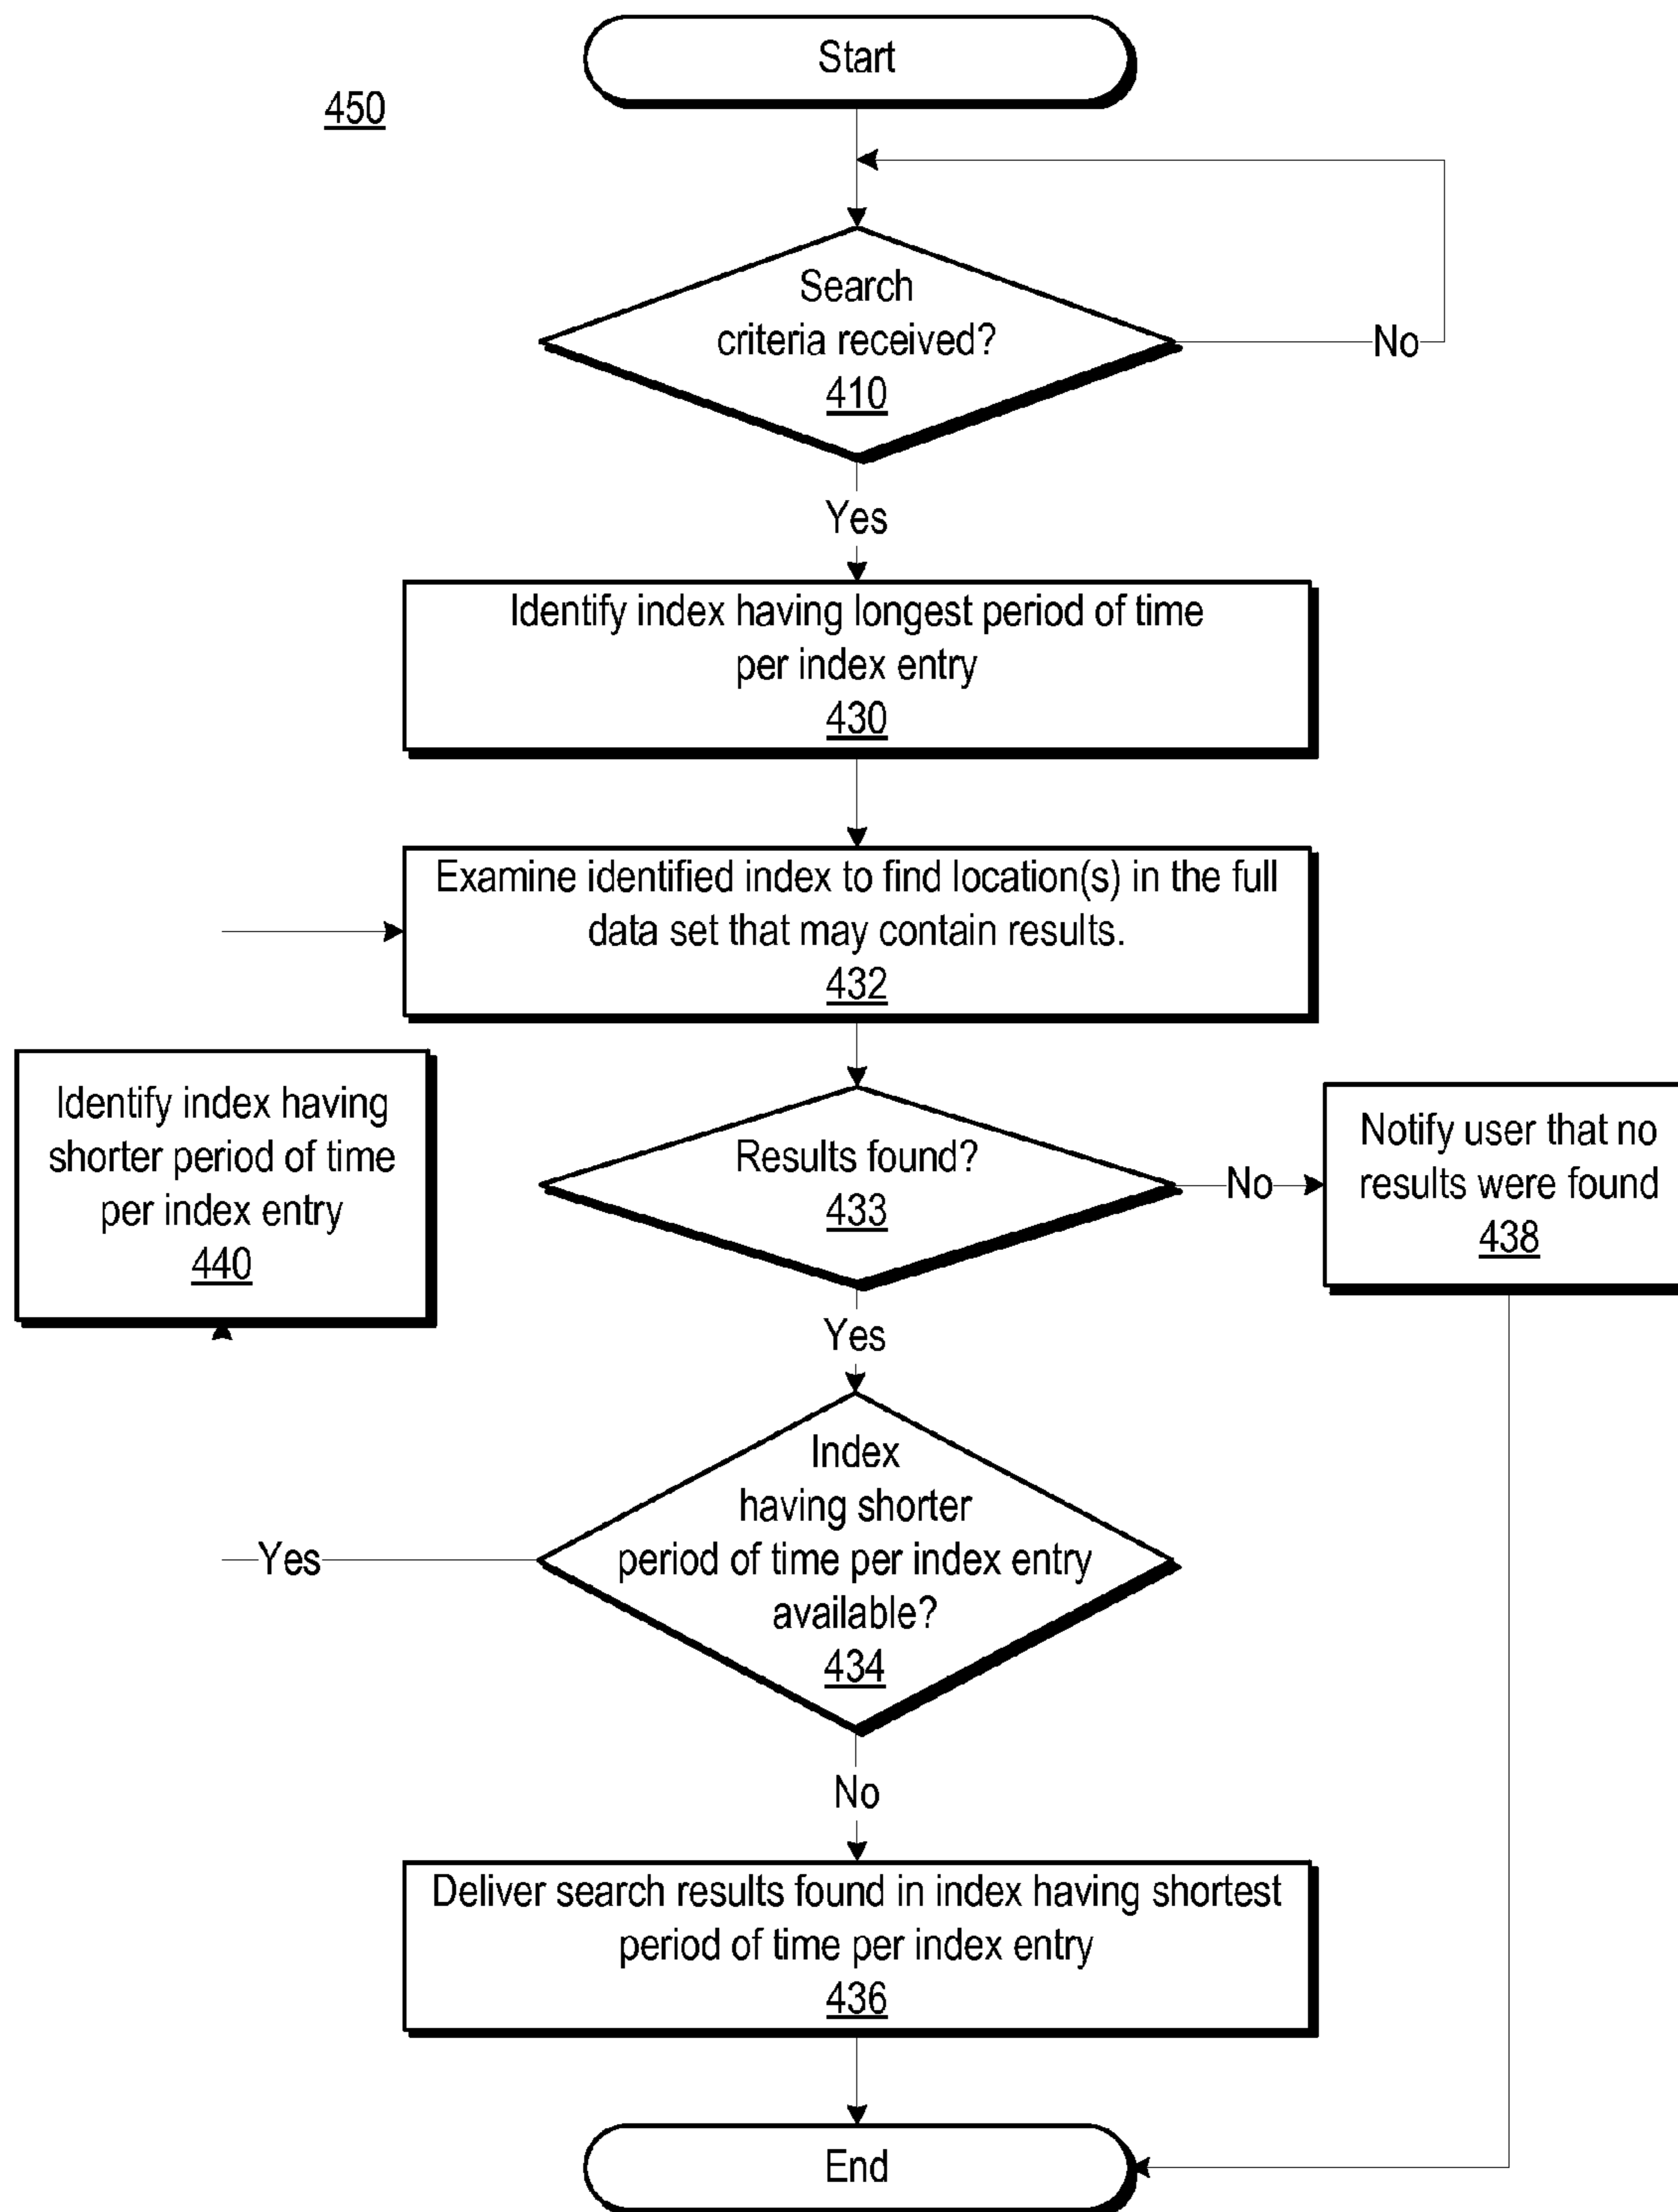 Start
450
Search
criteria received?
410
No
Yes
Identify index having longest period of time
per index entry
430
Examine identified index to find location(s) in the full
data set that may contain results.
432
Identify index having
shorter period of time
per index entry
440
Results found?
433
No
Notify user that no
results were found
438
Yes
Index
having shorter
period of time per index entry
available?
434
Yes
No
Deliver search results found in index having shortest
period of time per index entry
436
End